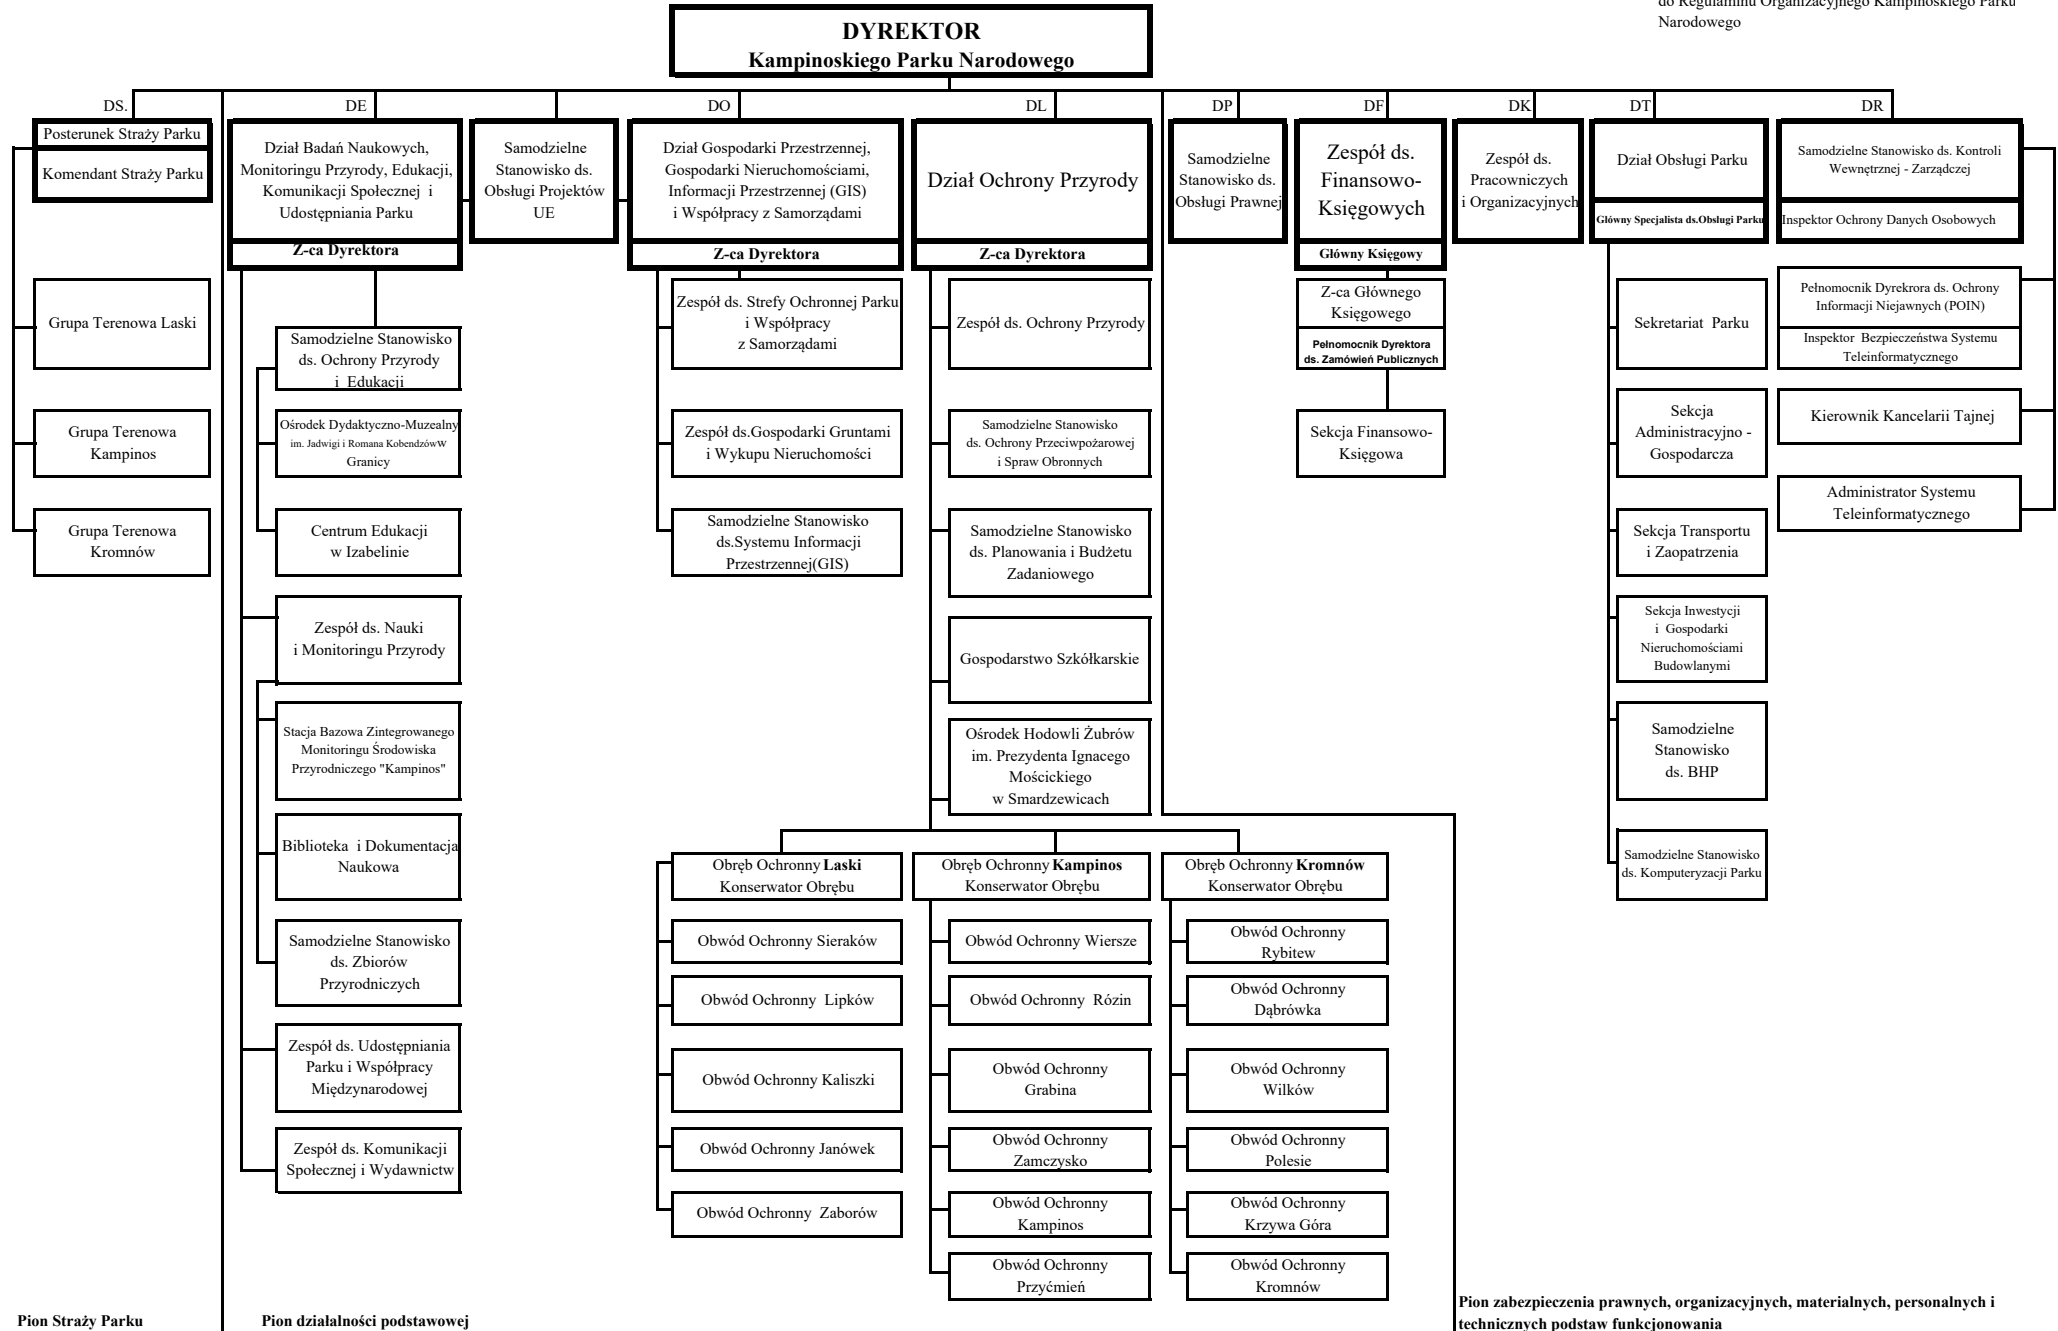 do Regulaminu Organizacyjnego Kampinoskiego Parku
Narodowego
DYREKTOR
Kampinoskiego Parku Narodowego
DS.
DE
DO
DL
DP
DF
DK
DT
DR
Posterunek Straży Parku
Komendant Straży Parku
Dział Badań Naukowych,
Monitoringu Przyrody, Edukacji,
Komunikacji Społecznej i
Udostępniania Parku
Z-ca Dyrektora
Samodzielne
Stanowisko ds.
Obsługi Projektów
UE
Dział Gospodarki Przestrzennej,
Gospodarki Nieruchomościami,
Informacji Przestrzennej (GIS)
i Współpracy z Samorządami
Z-ca Dyrektora
Dział Ochrony Przyrody
Z-ca Dyrektora
Samodzielne
Stanowisko ds.
Obsługi Prawnej
Zespół ds.
Finansowo-
Księgowych
Główny Księgowy
Zespół ds.
Pracowniczych
i Organizacyjnych
Dział Obsługi Parku
Główny Specjalista ds.Obsługi Parku
Samodzielne Stanowisko ds. Kontroli
Wewnętrznej - Zarządczej
Inspektor Ochrony Danych Osobowych
Grupa Terenowa Laski
Grupa Terenowa
Kampinos
Grupa Terenowa
Kromnów
Samodzielne Stanowisko
ds. Ochrony Przyrody
i Edukacji
Ośrodek Dydaktyczno-Muzealny
im. Jadwigi i Romana Kobendzóww
Granicy
Centrum Edukacji
w Izabelinie
Zespół ds. Nauki
i Monitoringu Przyrody
Stacja Bazowa Zintegrowanego
Monitoringu Środowiska
Przyrodniczego "Kampinos"
Biblioteka i Dokumentacja
Naukowa
Samodzielne Stanowisko
ds. Zbiorów
Przyrodniczych
Zespół ds. Udostępniania
Parku i Współpracy
Międzynarodowej
Zespół ds. Komunikacji
Społecznej i Wydawnictw
Zespół ds. Strefy Ochronnej Parku
i Współpracy
z Samorządami
Zespół ds.Gospodarki Gruntami
i Wykupu Nieruchomości
Samodzielne Stanowisko
ds.Systemu Informacji
Przestrzennej(GIS)
Zespół ds. Ochrony Przyrody
Samodzielne Stanowisko
ds. Ochrony Przeciwpożarowej
i Spraw Obronnych
Samodzielne Stanowisko
ds. Planowania i Budżetu
Zadaniowego
Gospodarstwo Szkółkarskie
Ośrodek Hodowli Żubrów
im. Prezydenta Ignacego
Mościckiego
w Smardzewicach
Z-ca Głównego
Księgowego
Pełnomocnik Dyrektora
ds. Zamówień Publicznych
Sekcja Finansowo-
Księgowa
Sekretariat Parku
Sekcja
Administracyjno -
Gospodarcza
Sekcja Transportu
i Zaopatrzenia
Sekcja Inwestycji
i Gospodarki
Nieruchomościami
Budowlanymi
Samodzielne
Stanowisko
ds. BHP
Samodzielne Stanowisko
ds. Komputeryzacji Parku
Pełnomocnik Dyrekrora ds. Ochrony
Informacji Niejawnych (POIN)
Inspektor Bezpieczeństwa Systemu
Teleinformatycznego
Kierownik Kancelarii Tajnej
Administrator Systemu
Teleinformatycznego
Obręb Ochronny Laski
Konserwator Obrębu
Obwód Ochronny Sieraków
Obwód Ochronny Lipków
Obwód Ochronny Kaliszki
Obwód Ochronny Janówek
Obwód Ochronny Zaborów
Obręb Ochronny Kampinos
Konserwator Obrębu
Obwód Ochronny Wiersze
Obwód Ochronny Rózin
Obwód Ochronny
Grabina
Obwód Ochronny
Zamczysko
Obwód Ochronny
Kampinos
Obwód Ochronny
Przyćmień
Obręb Ochronny Kromnów
Konserwator Obrębu
Obwód Ochronny
Rybitew
Obwód Ochronny
Dąbrówka
Obwód Ochronny
Wilków
Obwód Ochronny
Polesie
Obwód Ochronny
Krzywa Góra
Obwód Ochronny
Kromnów
Pion Straży Parku
Pion działalności podstawowej
Pion zabezpieczenia prawnych, organizacyjnych, materialnych, personalnych i
technicznych podstaw funkcjonowania